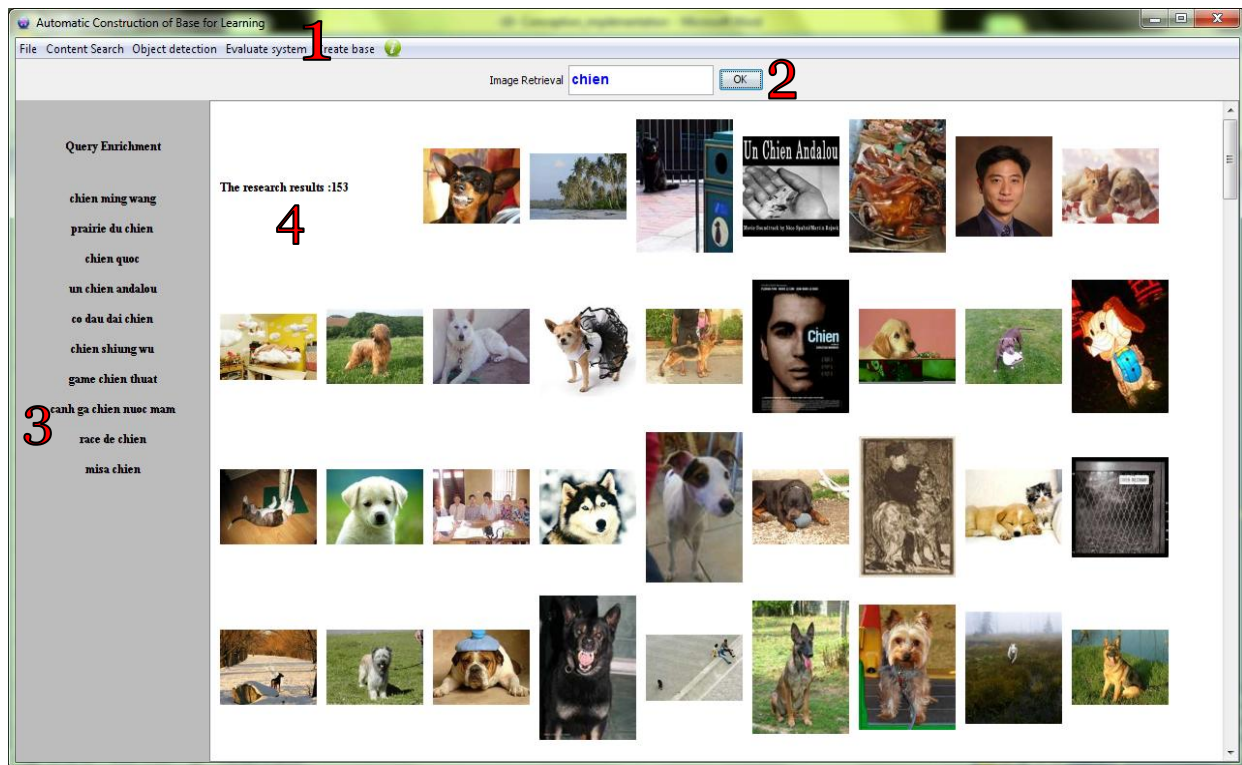 Automatic Construction of Base for Learning
1
File Content Search Object detection Evaluate system Create base
Image Retrieval chien OK 2
Query Enrichment
chien ming wang
prairie du chien
chien quoc
un chien andalou
co dau dai chien
chien shiung wu
game chien thuat
canh ga chien nuoc mam
3
race de chien
misa chien
The research results :153
4
Un Chien Andalou
Chien